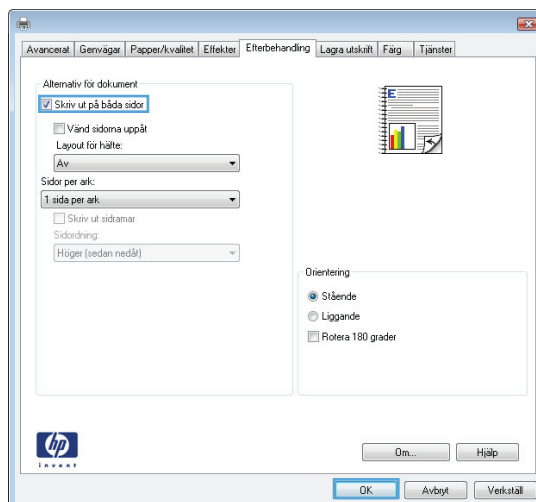 Avancerat Genvägar Papper/kvalitet Effekter Efterbehandling Lagra utskrift Färg Tjänster
Alternativ för dokument
Skriv ut på båda sidor
Vänd sidorna uppåt
Layout för häfte:
Av
Sidor per ark:
1 sida per ark
Skriv ut sidramar
Sidordning:
Höger (sedan nedåt)
E
Orientering
Stående
Liggande
Rotera 180 grader
hp
invent
Om... Hjälp
OK Avbryt Verkställ